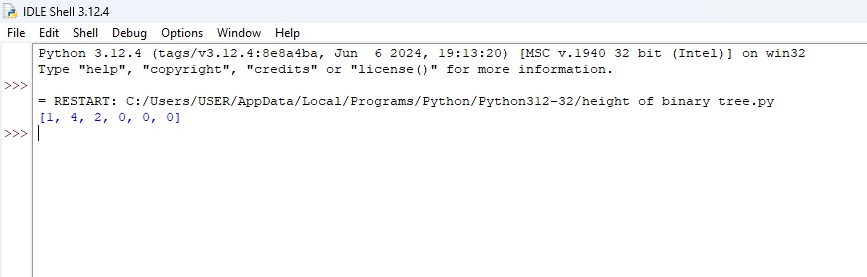 IDLE Shell 3.12.4
File Edit Shell Debug Options Window Help
Python 3.12.4 (tags/v3.12.4:8e8a4ba, Jun  6 2024, 19:13:20) [MSC v.1940 32 bit (Intel)] on win32
Type "help", "copyright", "credits" or "license()" for more information.
>>>
= RESTART: C:/Users/USER/AppData/Local/Programs/Python/Python312-32/height of binary tree.py
[1, 4, 2, 0, 0, 0]
>>>